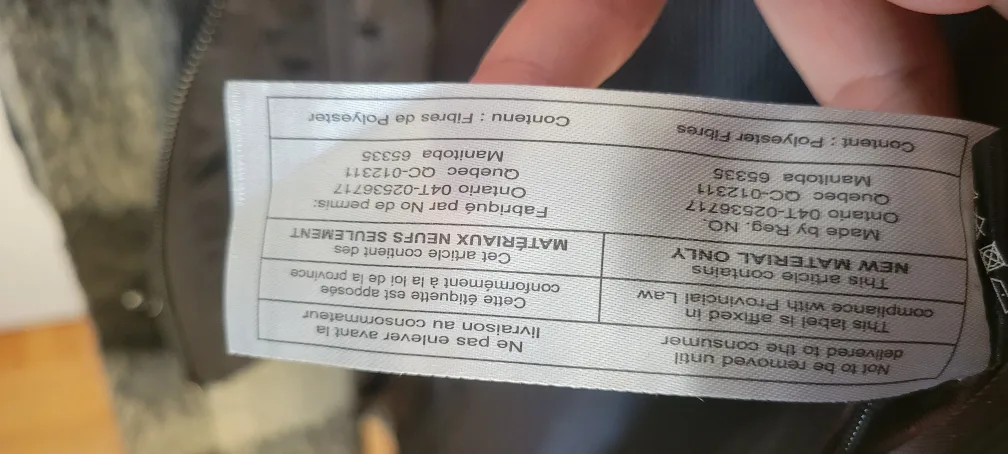 Not to be removed until
delivered to the consumer
This label is affixed in
compliance with Provincial Law
This article contains
NEW MATERIAL ONLY
Made by Reg. NO.
Ontario 04T-02536717
Quebec QC-012311
Manitoba 65335
Content : Polyester Fibres
Ne pas enlever avant la
livraison au consommateur
Cette étiquette est apposée
conformément à la loi de la province
Cet article contient des
MATÉRIAUX NEUFS SEULEMENT
Fabriqué par No de permis:
Ontario 04T-02536717
Quebec QC-012311
Manitoba 65335
Contenu : Fibres de Polyester